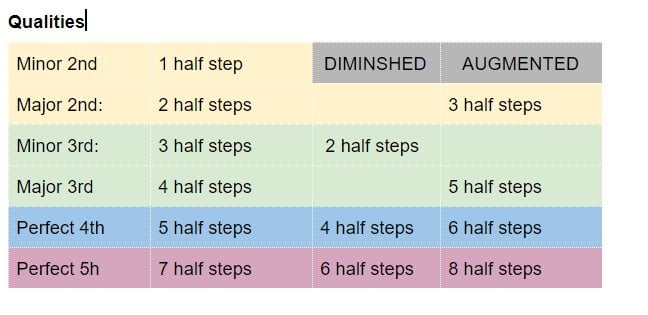 Qualities
Minor 2nd 1 half step DIMINSHED AUGMENTED
Major 2nd: 2 half steps 3 half steps
Minor 3rd: 3 half steps 2 half steps
Major 3rd 4 half steps 5 half steps
Perfect 4th 5 half steps 4 half steps 6 half steps
Perfect 5h 7 half steps 6 half steps 8 half steps